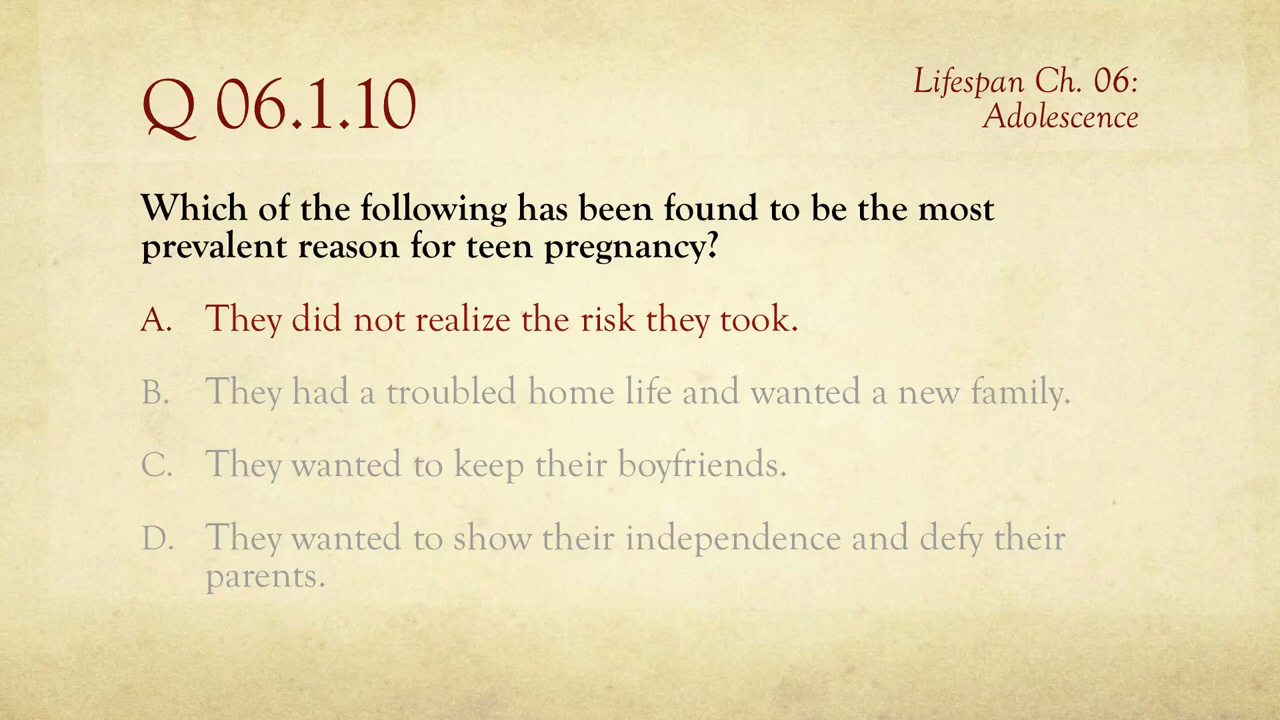 Q 06.1.10
Lifespan Ch. 06:
Adolescence
Which of the following has been found to be the most
prevalent reason for teen pregnancy?
A. They did not realize the risk they took.
B. They had a troubled home life and wanted a new family.
C. They wanted to keep their boyfriends.
D. They wanted to show their independence and defy their
parents.